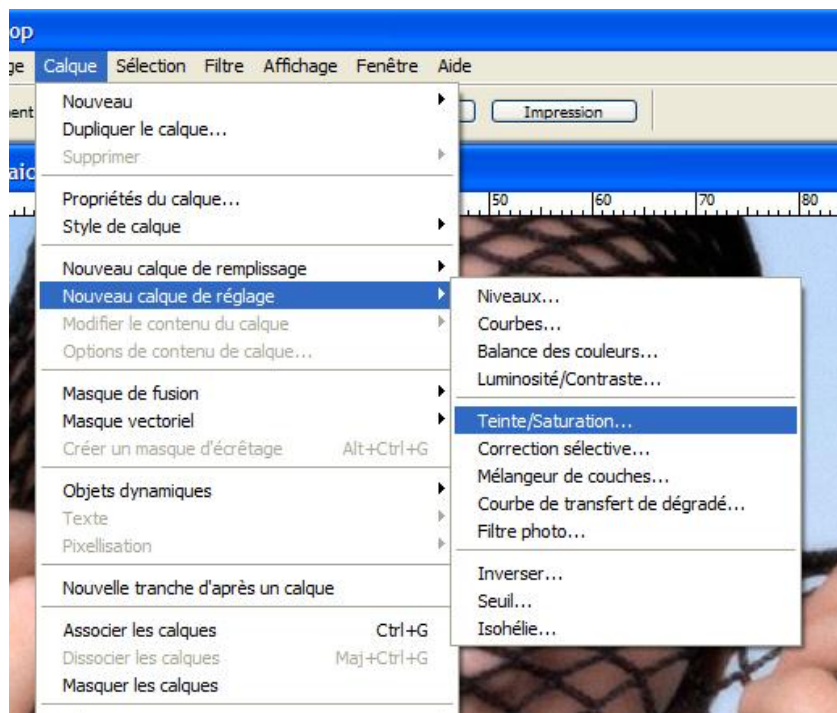 op
ge Calque Sélection Filtre Affichage Fenêtre Aide
ent Impression
aio
50 60 70 80
Nouveau
Dupliquer le calque...
Supprimer
Propriétés du calque...
Style de calque
Nouveau calque de remplissage
Nouveau calque de réglage
Modifier le contenu du calque
Options de contenu de calque...
Masque de fusion
Masque vectoriel
Créer un masque d'écrêtage Alt+Ctrl+G
Objets dynamiques
Texte
Pixellisation
Nouvelle tranche d'après un calque
Associer les calques Ctrl+G
Dissocier les calques Maj+Ctrl+G
Masquer les calques
Niveaux...
Courbes...
Balance des couleurs...
Luminosité/Contraste...
Teinte/Saturation...
Correction sélective...
Mélangeur de couches...
Courbe de transfert de dégradé...
Filtre photo...
Inverser...
Seuil...
Isohélie...